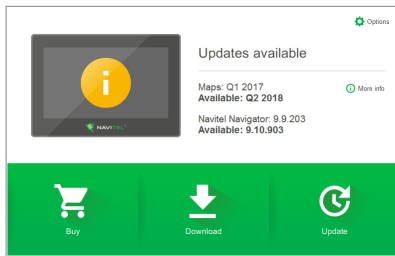 Options
Updates available
Maps: Q1 2017
Available: Q2 2018
More info
Navitel Navigator: 9.9.203
Available: 9.10.903
NAVITEL
Buy
Download
Update